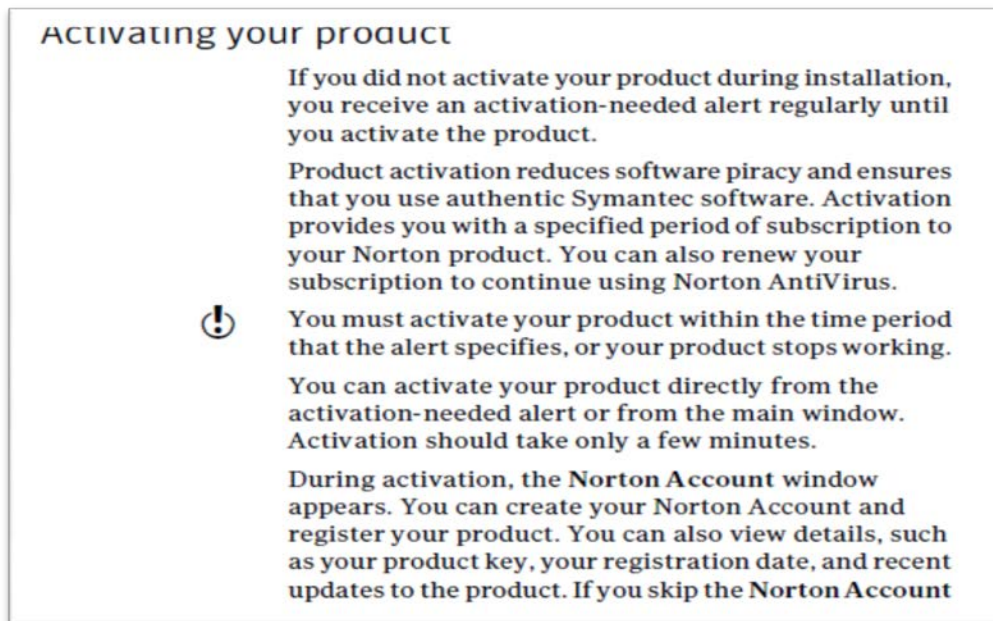 Activating your product
If you did not activate your product during installation,
you receive an activation-needed alert regularly until
you activate the product.
Product activation reduces software piracy and ensures
that you use authentic Symantec software. Activation
provides you with a specified period of subscription to
your Norton product. You can also renew your
subscription to continue using Norton AntiVirus.
You must activate your product within the time period
that the alert specifies, or your product stops working.
You can activate your product directly from the
activation-needed alert or from the main window.
Activation should take only a few minutes.
During activation, the Norton Account window
appears. You can create your Norton Account and
register your product. You can also view details, such
as your product key, your registration date, and recent
updates to the product. If you skip the Norton Account